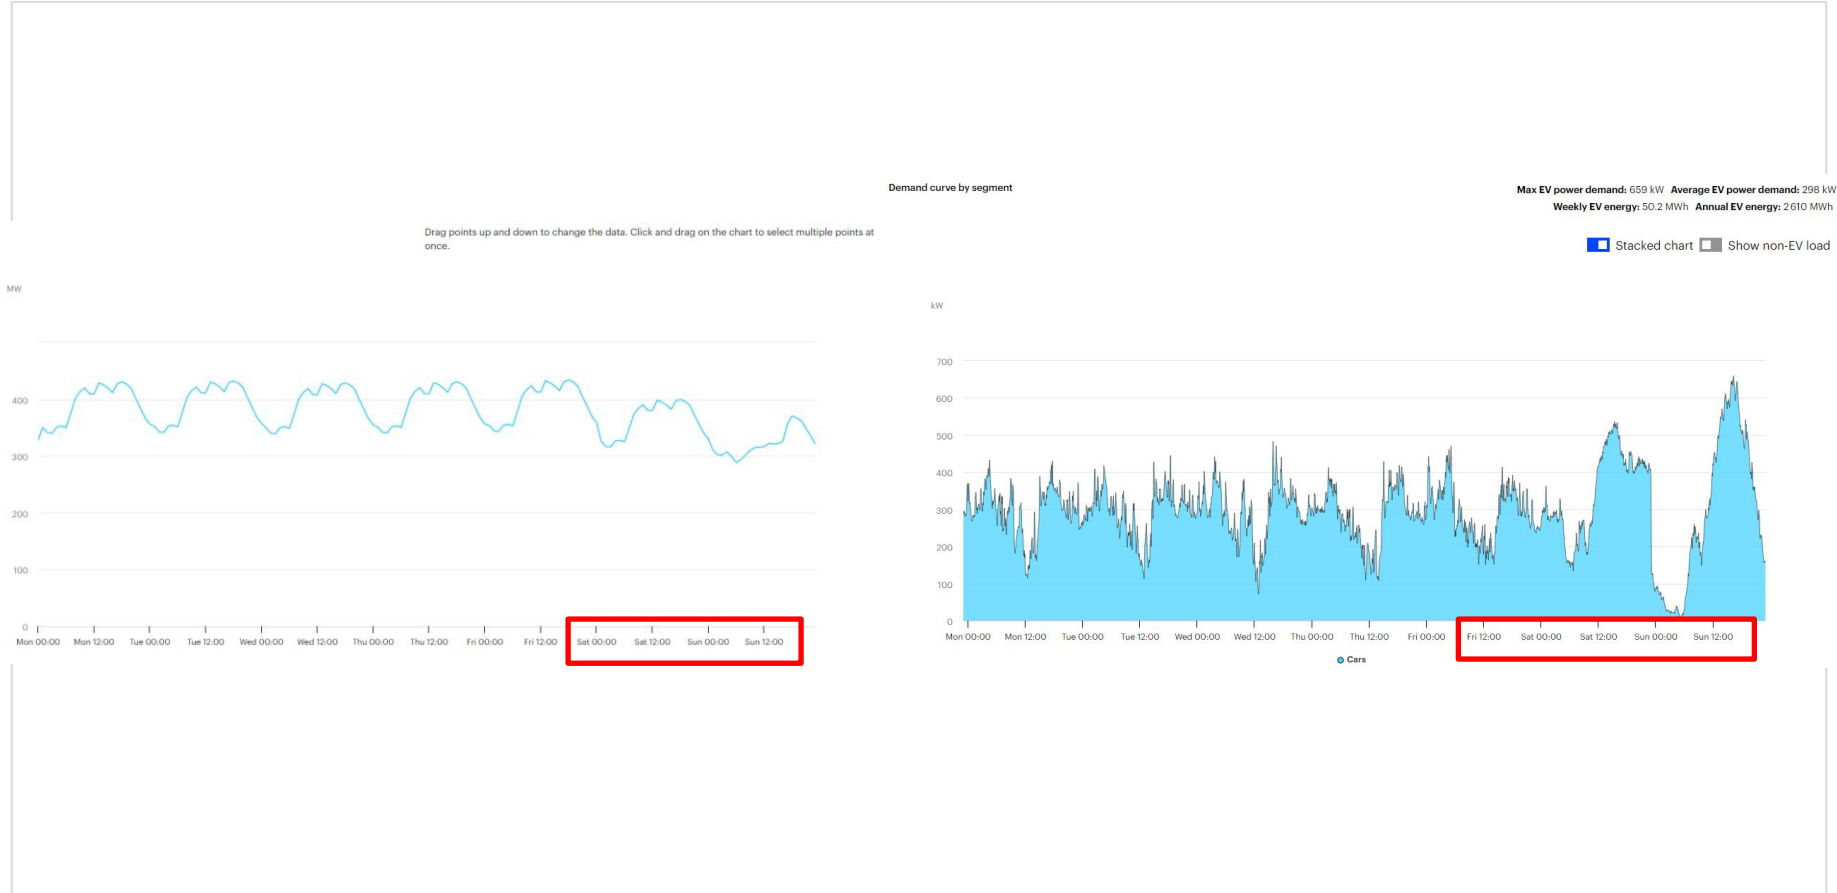 Demand curve by segment
Max EV power demand: 659 kW Average EV power demand: 298 kW
Weekly EV energy: 50.2 MWh Annual EV energy: 2 610 MWh
Drag points up and down to change the data. Click and drag on the chart to select multiple points at
once.
Stacked chart Show non-EV load
MW
400
300
200
100
0
Mon 00:00 Mon 12:00 Tue 00:00 Tue 12:00 Wed 00:00 Wed 12:00 Thu 00:00 Thu 12:00 Fri 00:00 Fri 12:00 Sat 00:00 Sat 12:00 Sun 00:00 Sun 12:00
kW
700
600
500
400
300
200
100
0
Mon 00:00 Mon 12:00 Tue 00:00 Tue 12:00 Wed 00:00 Wed 12:00 Thu 00:00 Thu 12:00 Fri 00:00 Fri 12:00 Sat 00:00 Sat 12:00 Sun 00:00 Sun 12:00
Cars